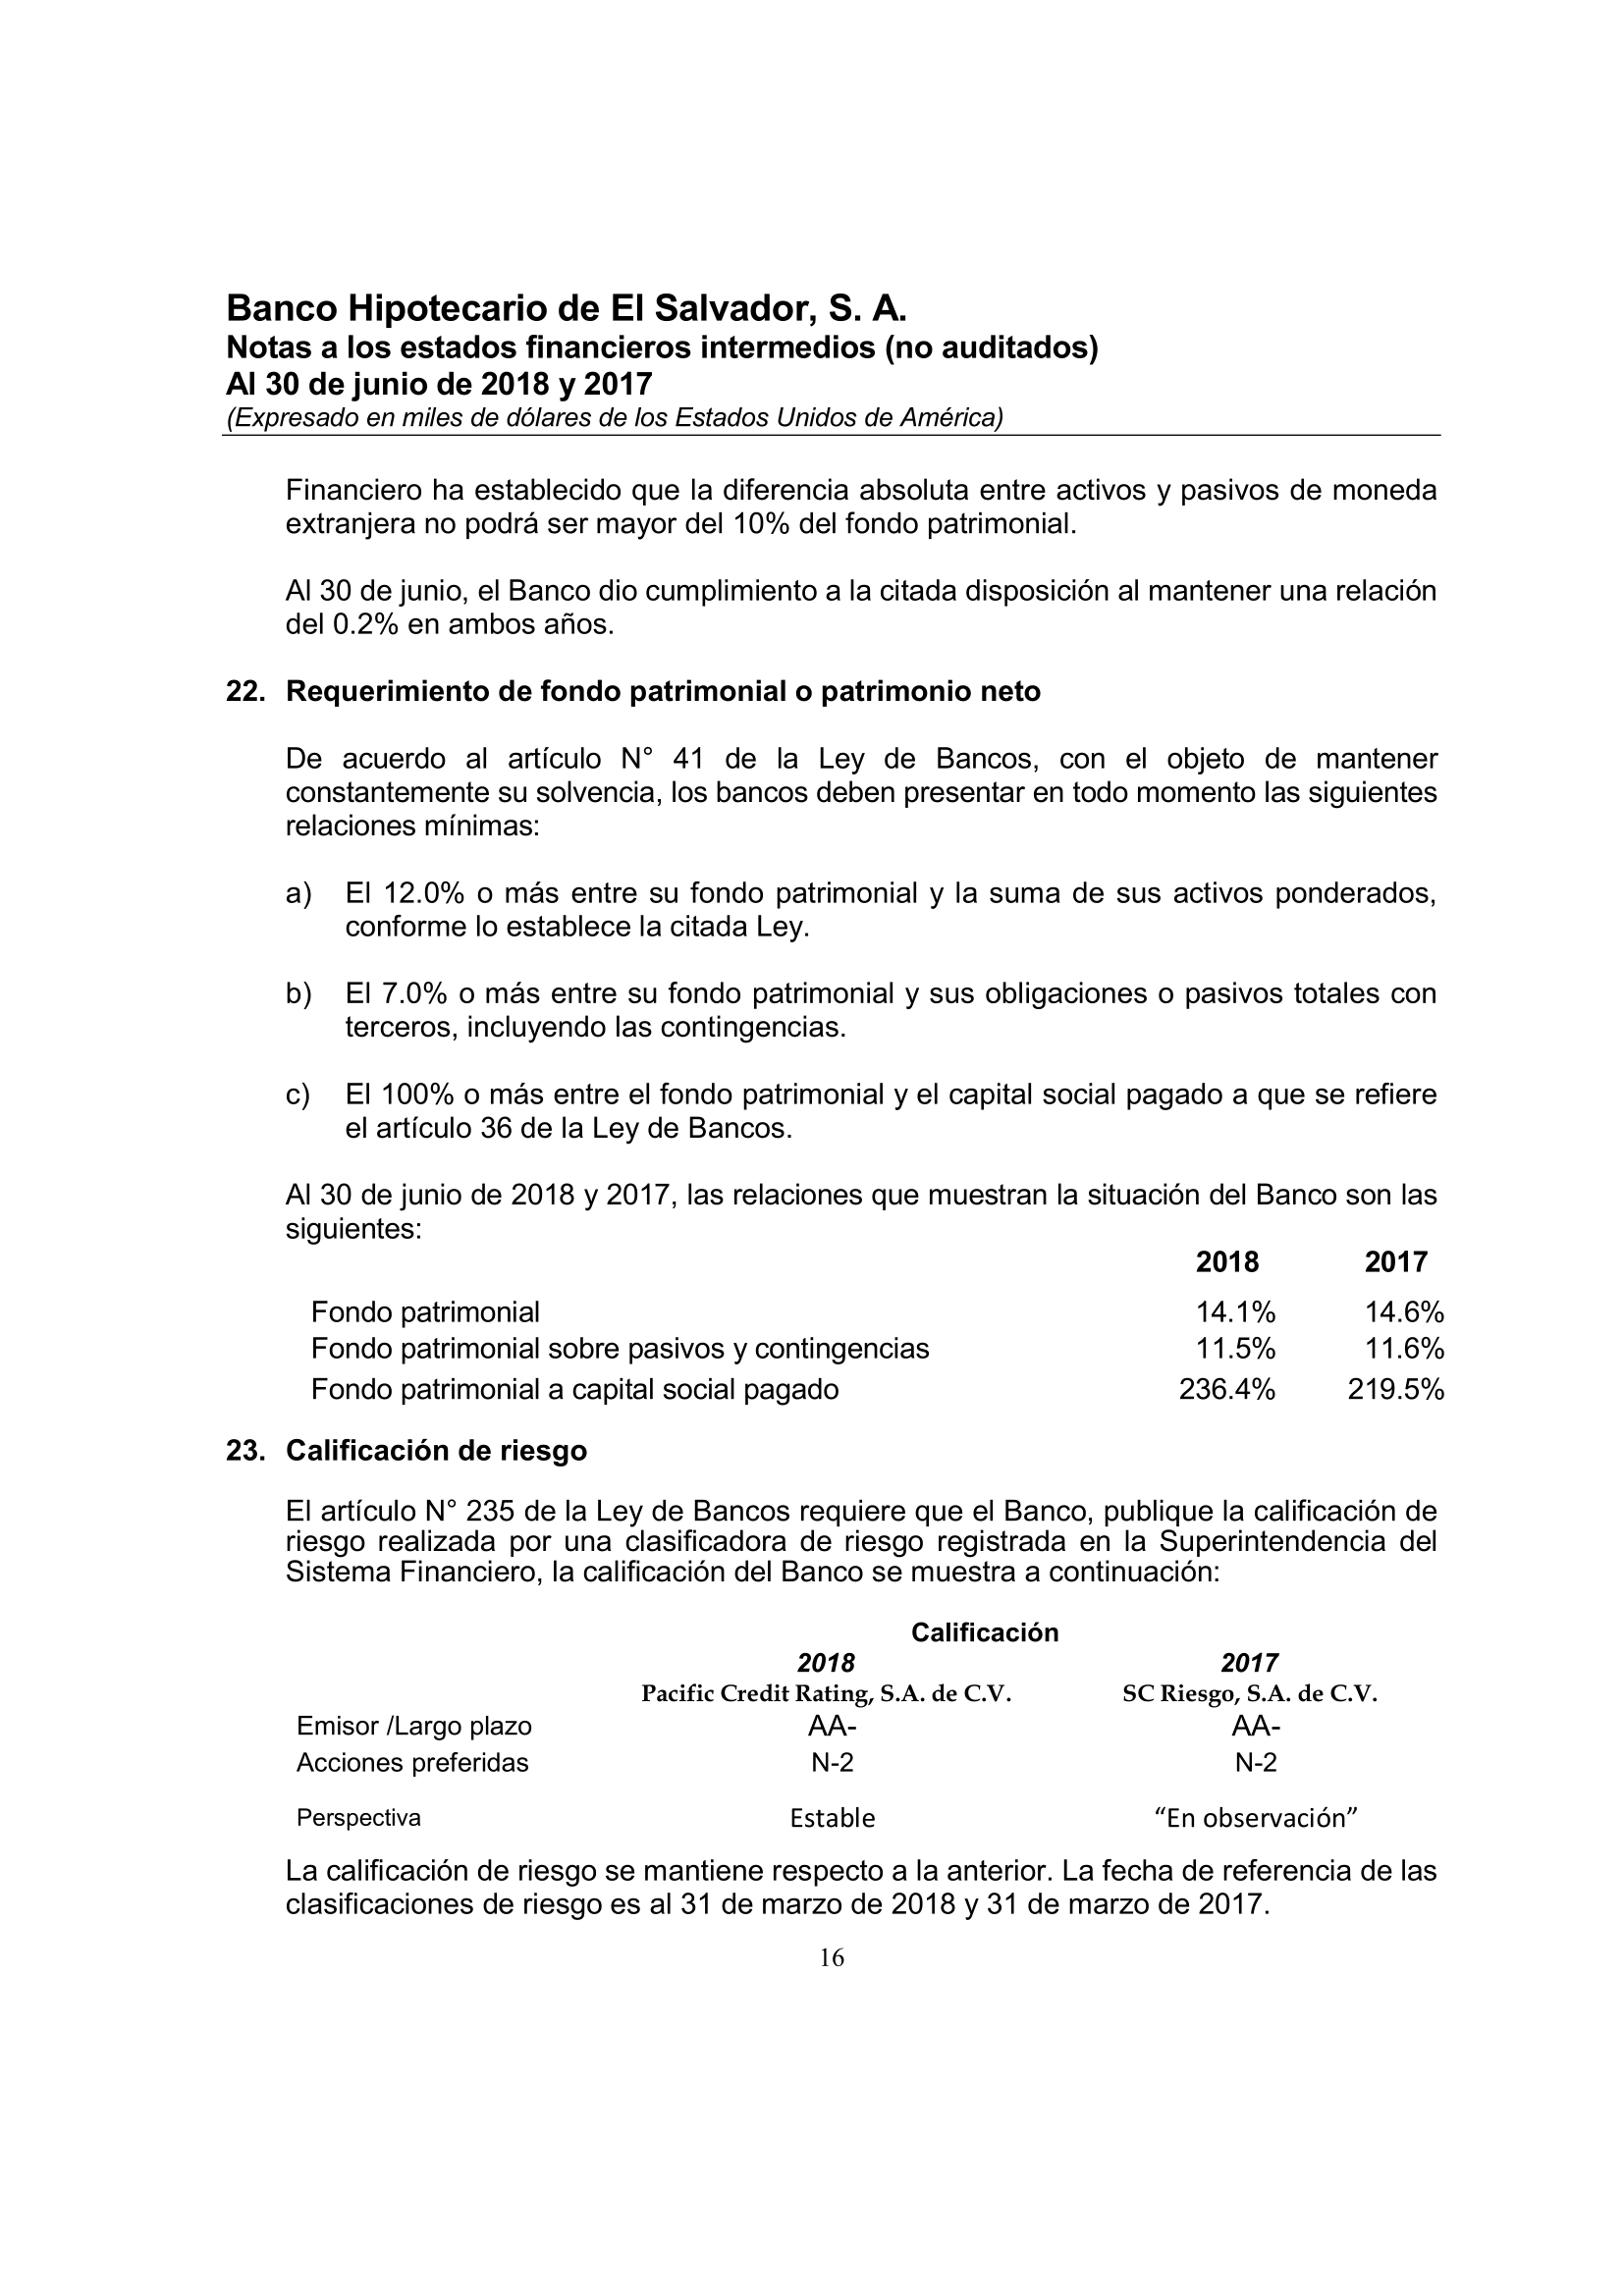 Banco Hipotecario de El Salvador, S. A.
Notas a los estados financieros intermedios (no auditados)
Al 30 de junio de 2018 y 2017
(Expresado en miles de dólares de los Estados Unidos de América)
Financiero ha establecido que la diferencia absoluta entre activos y pasivos de moneda
extranjera no podrá ser mayor del 10% del fondo patrimonial.
Al 30 de junio, el Banco dio cumplimiento a la citada disposición al mantener una relación
del 0.2% en ambos años.
22. Requerimiento de fondo patrimonial o patrimonio neto
De acuerdo al artículo N° 41 de la Ley de Bancos, con el objeto de mantener
constantemente su solvencia, los bancos deben presentar en todo momento las siguientes
relaciones mínimas:
a) El 12.0% o más entre su fondo patrimonial y la suma de sus activos ponderados,
conforme lo establece la citada Ley.
b) El 7.0% o más entre su fondo patrimonial y sus obligaciones o pasivos totales con
terceros, incluyendo las contingencias.
c) El 100% o más entre el fondo patrimonial y el capital social pagado a que se refiere
el artículo 36 de la Ley de Bancos.
Al 30 de junio de 2018 y 2017, las relaciones que muestran la situación del Banco son las
siguientes:
2018 2017
Fondo patrimonial 14.1% 14.6%
Fondo patrimonial sobre pasivos y contingencias 11.5% 11.6%
Fondo patrimonial a capital social pagado 236.4% 219.5%
23. Calificación de riesgo
El artículo N° 235 de la Ley de Bancos requiere que el Banco, publique la calificación de
riesgo realizada por una clasificadora de riesgo registrada en la Superintendencia del
Sistema Financiero, la calificación del Banco se muestra a continuación:
Calificación
2018 2017
Pacific Credit Rating, S.A. de C.V. SC Riesgo, S.A. de C.V.
Emisor /Largo plazo AA- AA-
Acciones preferidas N-2 N-2
Perspectiva Estable “En observación”
La calificación de riesgo se mantiene respecto a la anterior. La fecha de referencia de las
clasificaciones de riesgo es al 31 de marzo de 2018 y 31 de marzo de 2017.
16